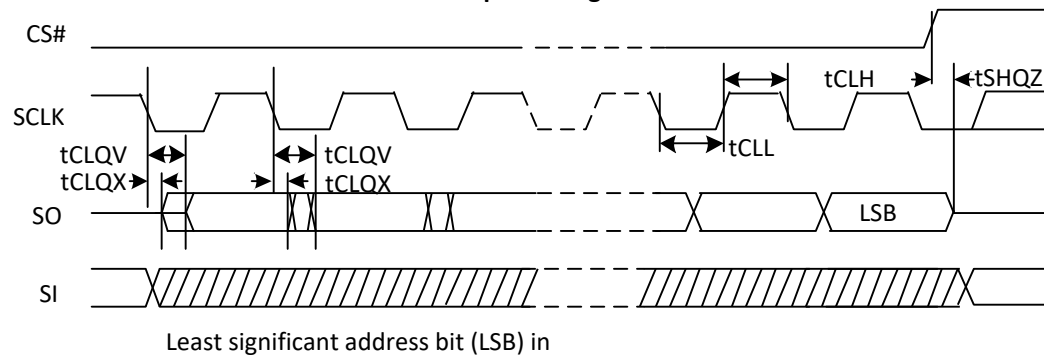 CS#
tCLH
tSHQZ
SCLK
tCLL
tCLQV
tCLQV
tCLQX
tCLQX
SO
LSB
SI
Least significant address bit (LSB) in